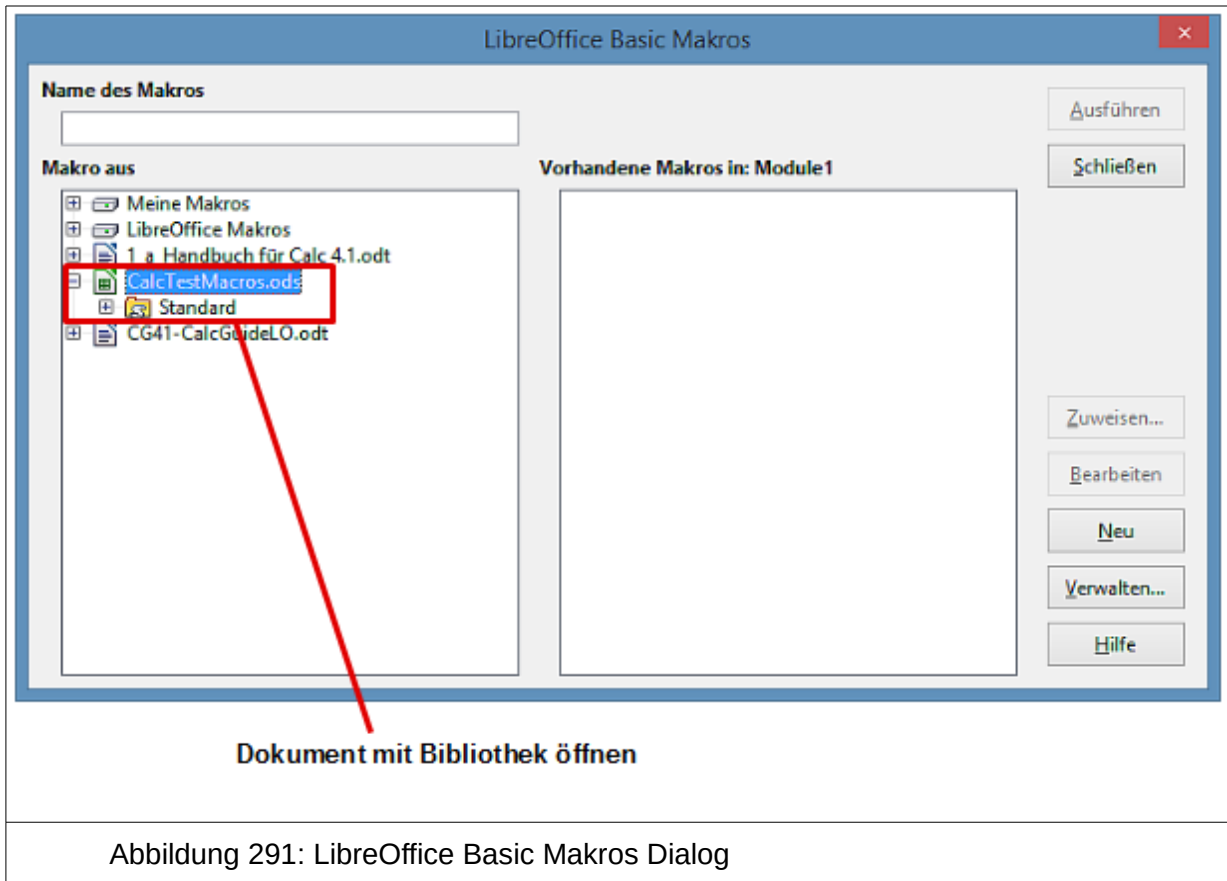 LibreOffice Basic Makros
Name des Makros
Ausführen
Makro aus
Vorhandene Makros in: Module1
Schließen
Meine Makros
LibreOffice Makros
1_a_Handbuch für Calc 4.1.odt
CalcTestMacros.ods
Standard
CG41-CalcGuideLO.odt
Zuweisen...
Bearbeiten
Neu
Verwalten...
Hilfe
Dokument mit Bibliothek öffnen
Abbildung 291: LibreOffice Basic Makros Dialog